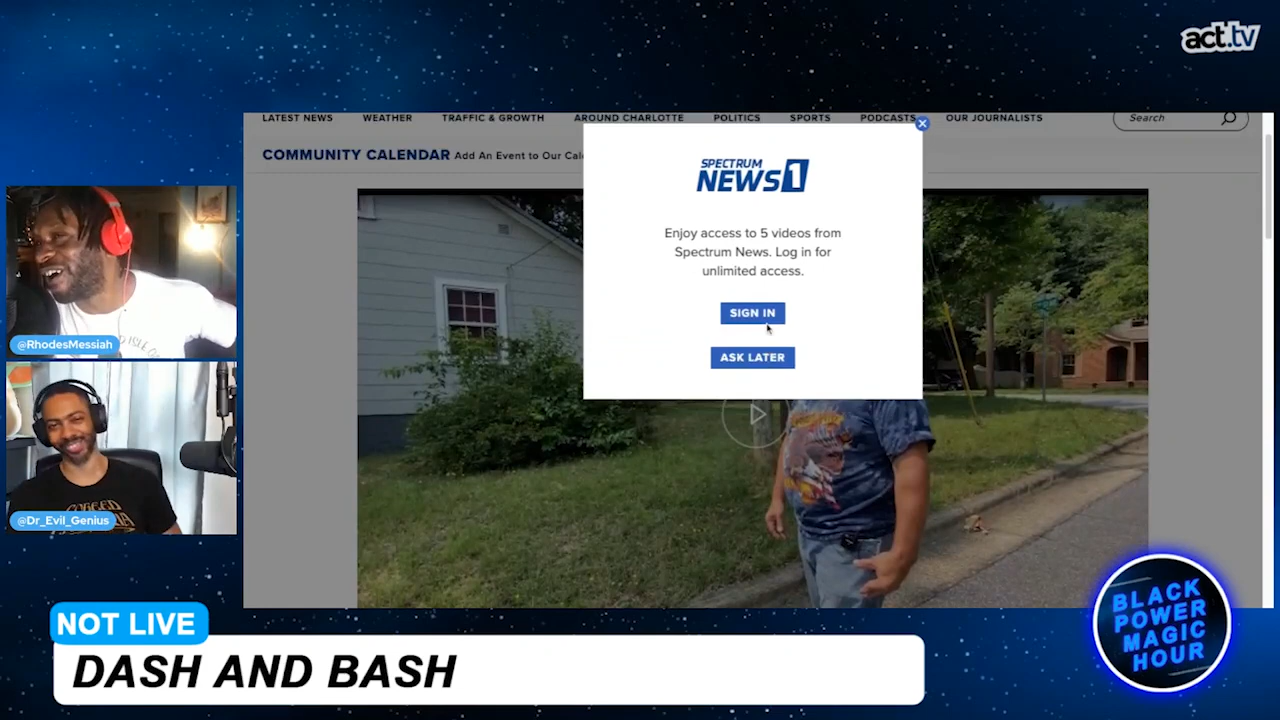 act.tv
LATEST NEWS WEATHER TRAFFIC & GROWTH AROUND CHARLOTTE POLITICS SPORTS PODCASTS OUR JOURNALISTS Search
COMMUNITY CALENDAR Add An Event to Our Cale
SPECTRUM
NEWS 1
Enjoy access to 5 videos from
Spectrum News. Log in for
unlimited access.
SIGN IN
ASK LATER
@RhodesMessiah
@Dr_Evil_Genius
NOT LIVE
DASH AND BASH
BLACK
POWER
MAGIC
HOUR